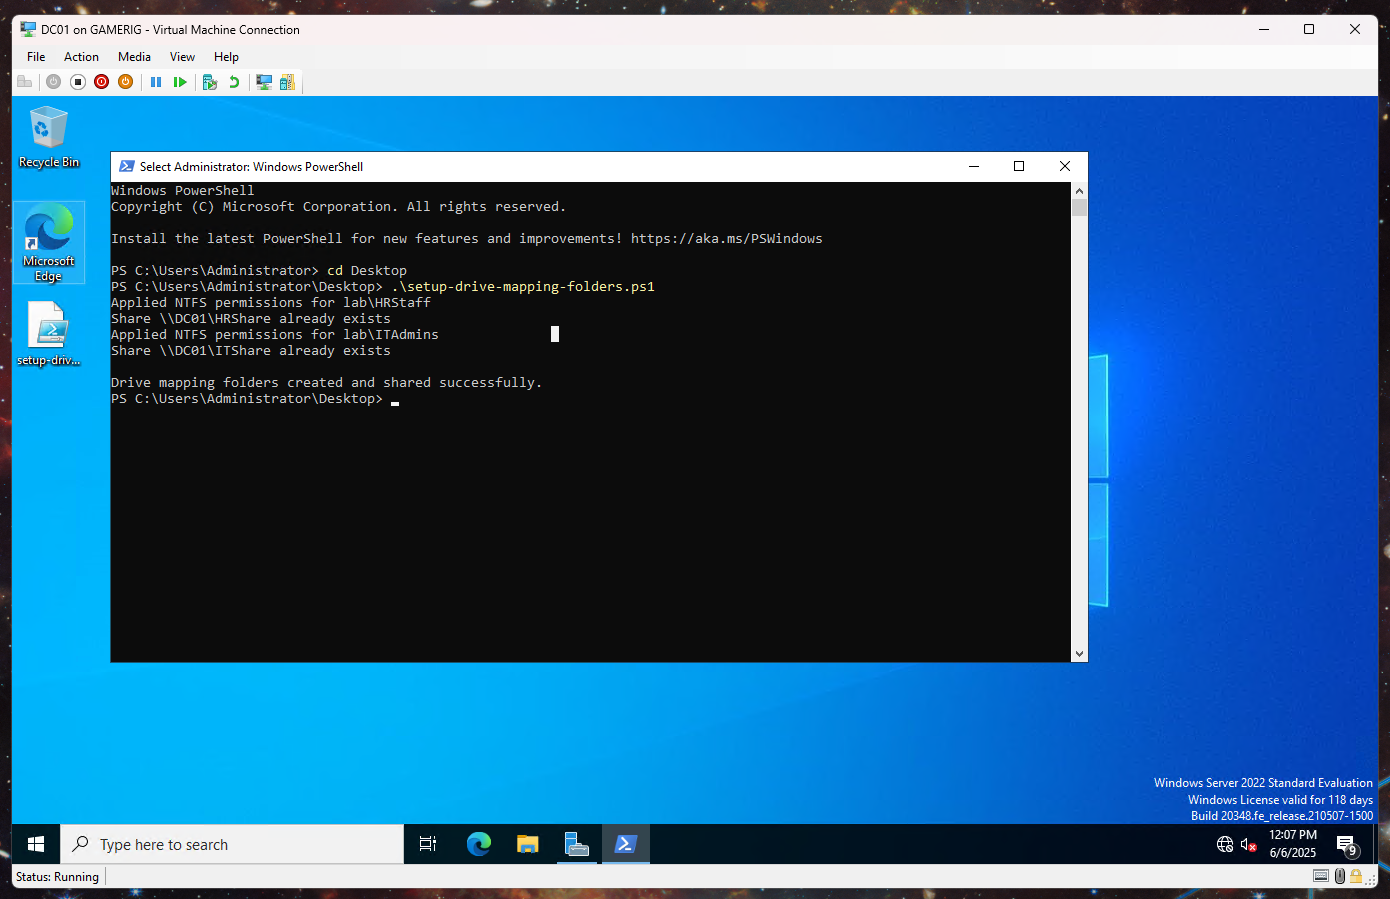 DC01 on GAMERIG - Virtual Machine Connection
File Action Media View Help
Recycle Bin
Microsoft
Edge
setup-driv...
Select Administrator: Windows PowerShell
Windows PowerShell
Copyright (C) Microsoft Corporation. All rights reserved.
Install the latest PowerShell for new features and improvements! https://aka.ms/PSWindows
PS C:\Users\Administrator> cd Desktop
PS C:\Users\Administrator\Desktop> .\setup-drive-mapping-folders.ps1
Applied NTFS permissions for lab\HRStaff
Share \\DC01\HRShare already exists
Applied NTFS permissions for lab\ITAdmins
Share \\DC01\ITShare already exists
Drive mapping folders created and shared successfully.
PS C:\Users\Administrator\Desktop>
Windows Server 2022 Standard Evaluation
Windows License valid for 118 days
Build 20348.fe_release.210507-1500
Type here to search
12:07 PM
6/6/2025
9
Status: Running